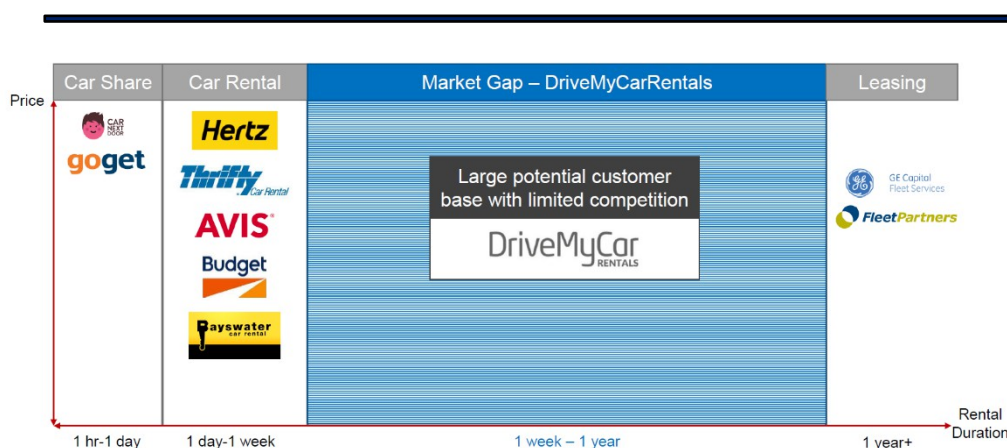 Car Share
Car Rental
Market Gap – DriveMyCarRentals
Leasing
Price
CAR
NEXT
DOOR
goget
Hertz
Thrifty
Car Rental
AVIS
Budget
Bayswater
car rental
Large potential customer
base with limited competition
DriveMyCar
RENTALS
GE
GE Capital
Fleet Services
FleetPartners
Rental
Duration
1 hr-1 day
1 day-1 week
1 week – 1 year
1 year+